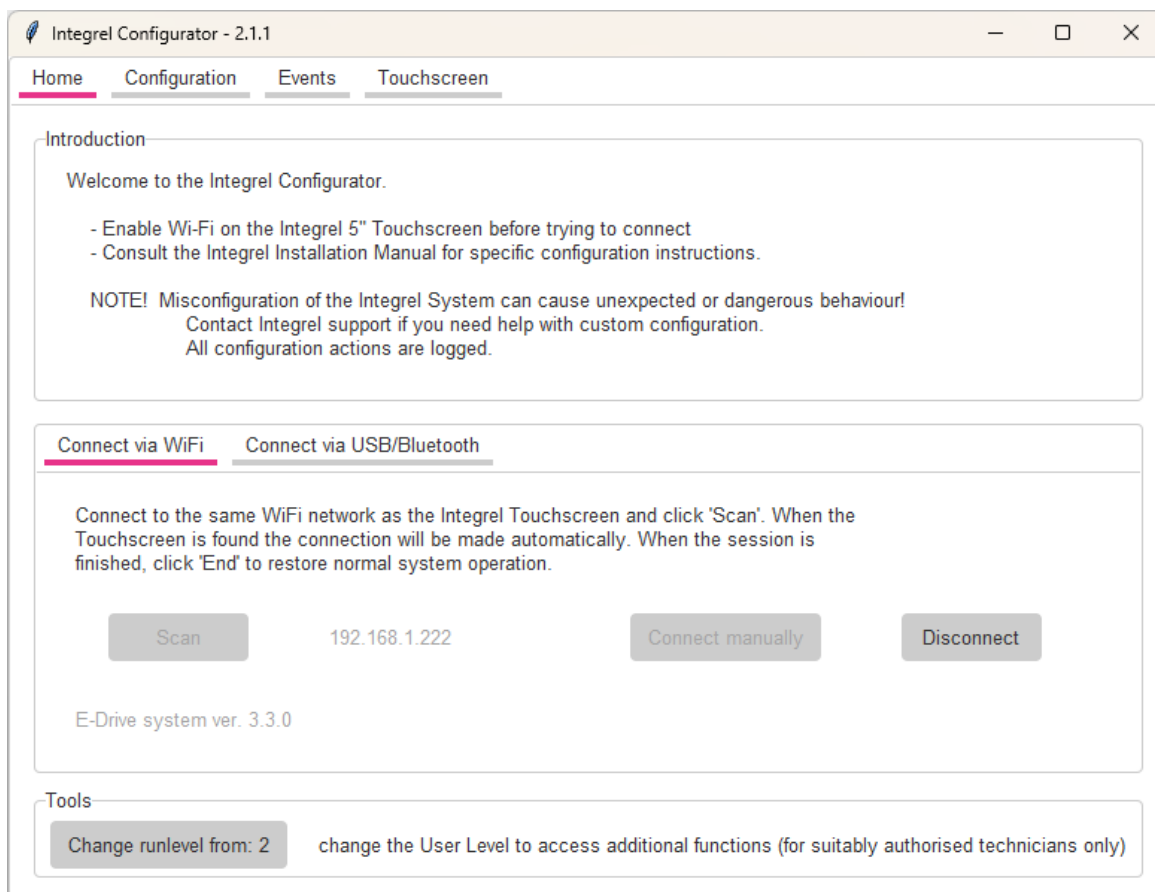 Integrel Configurator - 2.1.1
Home Configuration Events Touchscreen
Introduction
Welcome to the Integrel Configurator.
- Enable Wi-Fi on the Integrel 5" Touchscreen before trying to connect
- Consult the Integrel Installation Manual for specific configuration instructions.
NOTE! Misconfiguration of the Integrel System can cause unexpected or dangerous behaviour!
Contact Integrel support if you need help with custom configuration.
All configuration actions are logged.
Connect via WiFi Connect via USB/Bluetooth
Connect to the same WiFi network as the Integrel Touchscreen and click 'Scan'. When the
Touchscreen is found the connection will be made automatically. When the session is
finished, click 'End' to restore normal system operation.
Scan 192.168.1.222 Connect manually Disconnect
E-Drive system ver. 3.3.0
Tools
Change runlevel from: 2 change the User Level to access additional functions (for suitably authorised technicians only)